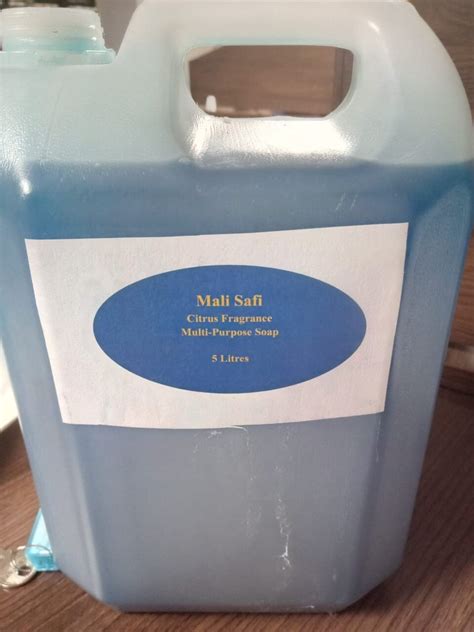 Mali Safi
Citrus Fragrance
Multi-Purpose Soap
5 Litres